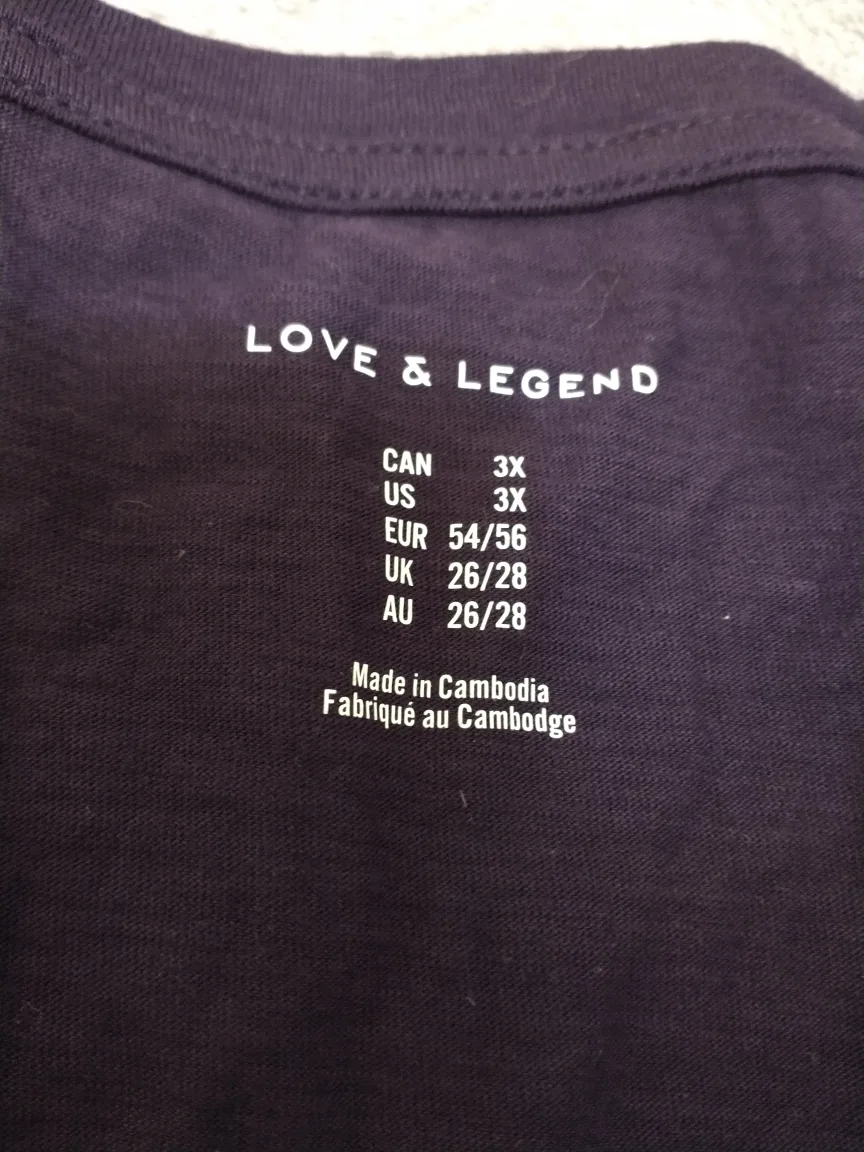 LOVE & LEGEND
CAN 3X
US 3X
EUR 54/56
UK 26/28
AU 26/28
Made in Cambodia
Fabriqué au Cambodge